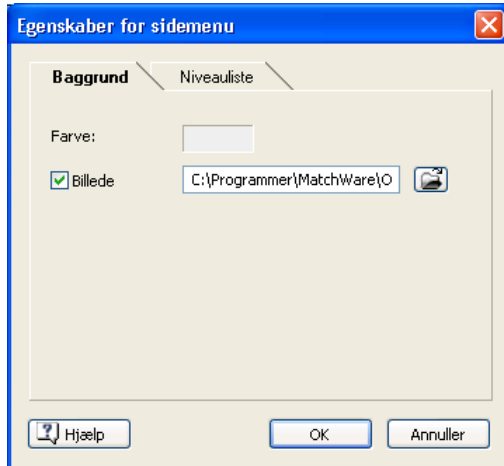 Egenskaber for sidemenu
Baggrund Niveauliste
Farve:
Billede C:\Programmer\MatchWare\O
Hjælp OK Annuller